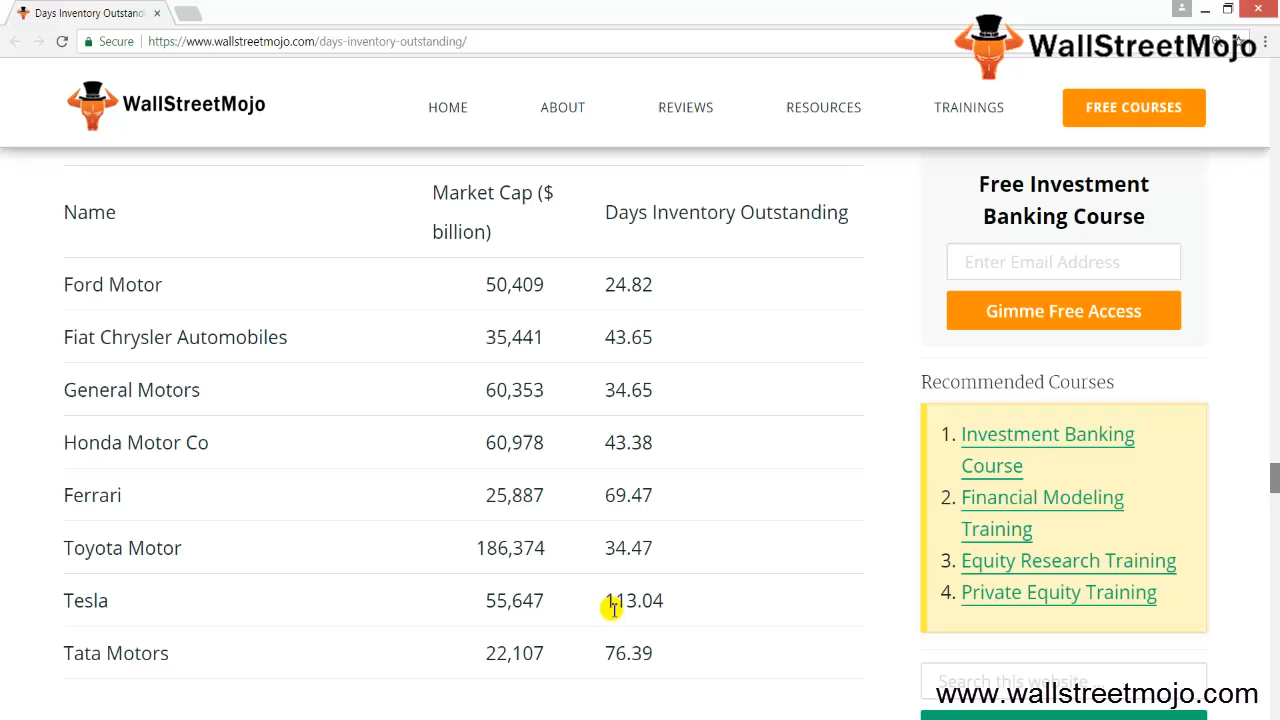 Days Inventory Outstand
Secure
https://www.wallstreetmojo.com/days-inventory-outstanding/
WallStreetMojo
WallStreetMojo
HOME
ABOUT
REVIEWS
RESOURCES
TRAININGS
FREE COURSES
Name Market Cap ($ billion) Days Inventory Outstanding
Ford Motor 50,409 24.82
Fiat Chrysler Automobiles 35,441 43.65
General Motors 60,353 34.65
Honda Motor Co 60,978 43.38
Ferrari 25,887 69.47
Toyota Motor 186,374 34.47
Tesla 55,647 113.04
Tata Motors 22,107 76.39
Free Investment
Banking Course
Enter Email Address
Gimme Free Access
Recommended Courses
1. Investment Banking
Course
2. Financial Modeling
Training
3. Equity Research Training
4. Private Equity Training
Search this website ...
www.wallstreetmojo.com